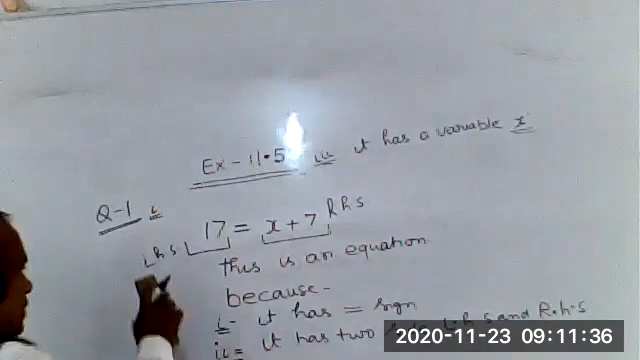 Ex - 11.5
iii it has a variable x
Q-1 i 17 = x + 7 Rhs
Lhs
this is an equation
because -
i it has = sign
ii it has two L.h.s and R.h.s
2020-11-23 09:11:36